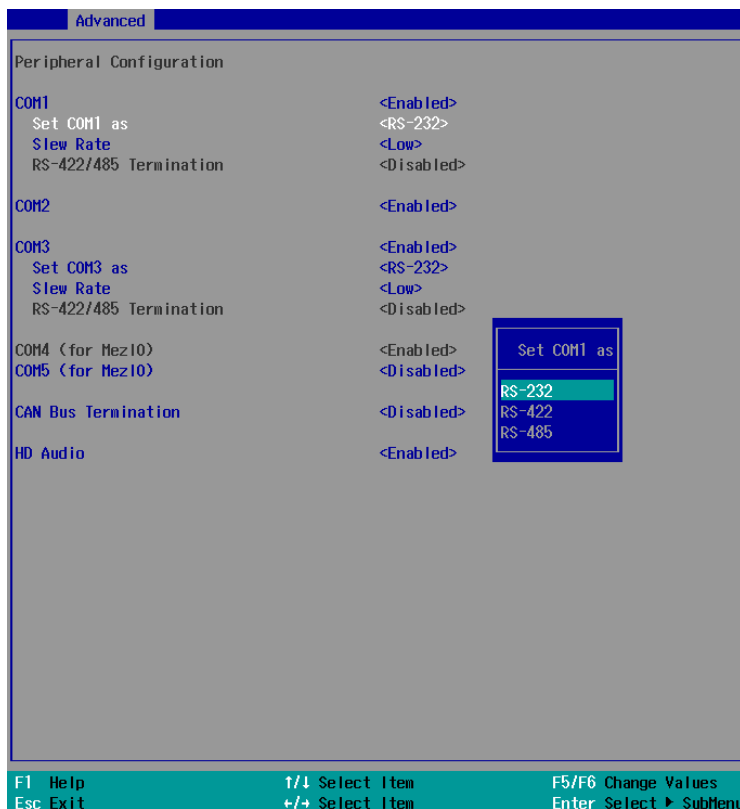 Advanced
Peripheral Configuration
COM1 <Enabled>
Set COM1 as <RS-232>
Slew Rate <Low>
RS-422/485 Termination <Disabled>
COM2 <Enabled>
COM3 <Enabled>
Set COM3 as <RS-232>
Slew Rate <Low>
RS-422/485 Termination <Disabled>
COM4 (for MezIO) <Enabled>
COM5 (for MezIO) <Disabled>
CAN Bus Termination <Disabled>
HD Audio <Enabled>
Set COM1 as
RS-232
RS-422
RS-485
F1 Help ↑/↓ Select Item F5/F6 Change Values
Esc Exit ←/→ Select Item Enter Select ▶ SubMenu